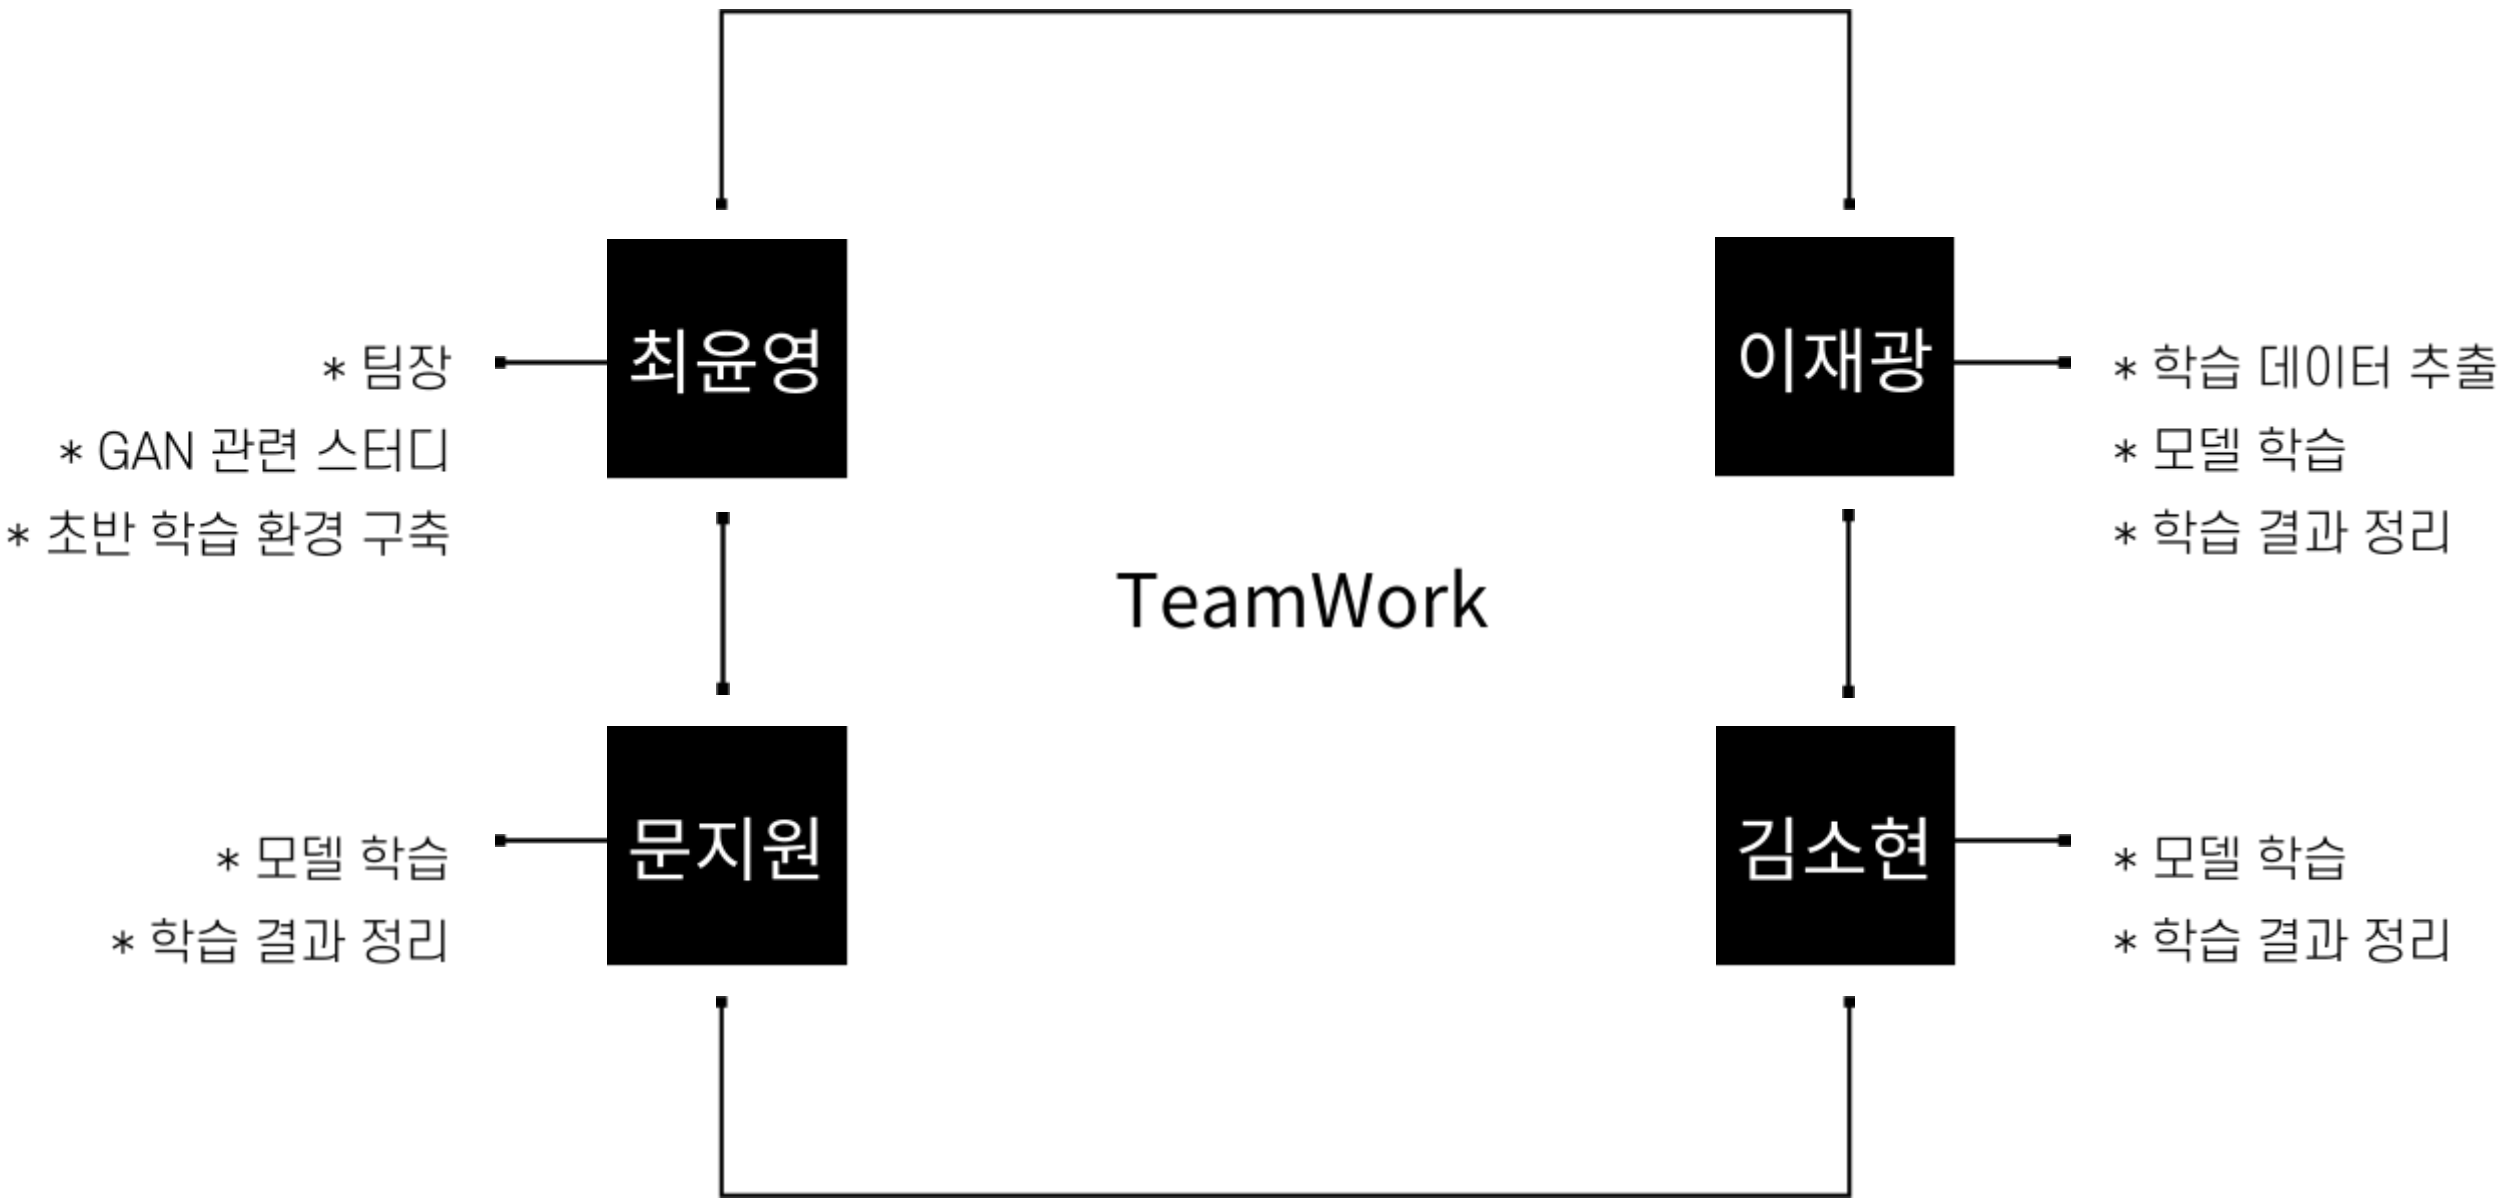 최윤영
* 팀장
* GAN 관련 스터디
* 초반 학습 환경 구축
이재광
* 학습 데이터 추출
* 모델 학습
* 학습 결과 정리
TeamWork
문지원
* 모델 학습
* 학습 결과 정리
김소현
* 모델 학습
* 학습 결과 정리